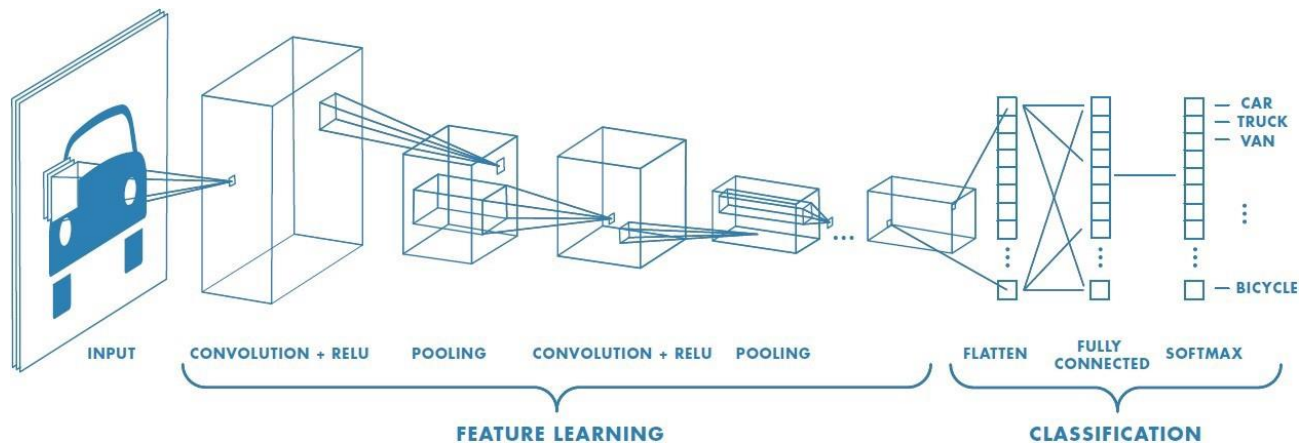 CAR
TRUCK
VAN
BICYCLE
INPUT
CONVOLUTION + RELU
POOLING
CONVOLUTION + RELU
POOLING
FLATTEN
FULLY
CONNECTED
SOFTMAX
FEATURE LEARNING
CLASSIFICATION